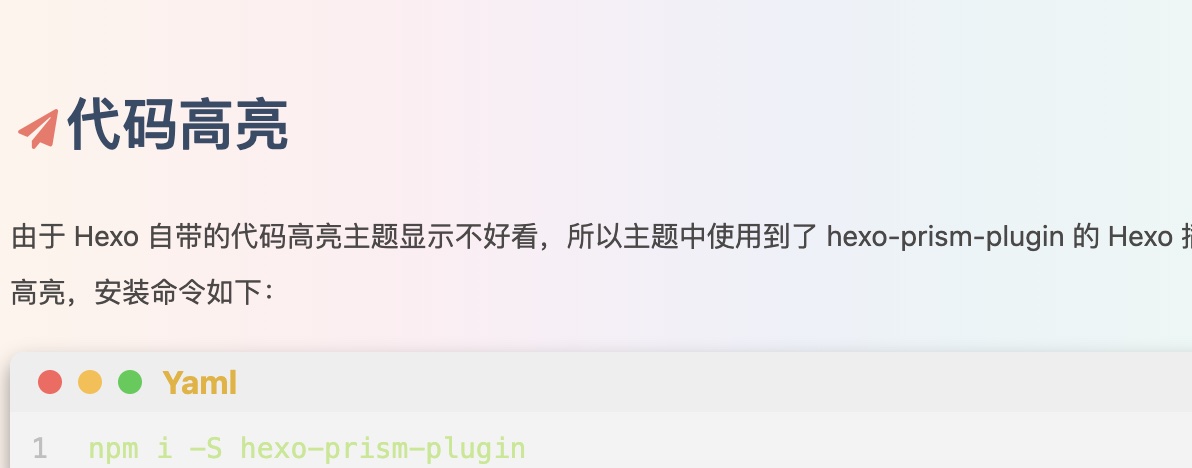 代码高亮
由于 Hexo 自带的代码高亮主题显示不好看，所以主题中使用到了 hexo-prism-plugin 的 Hexo
高亮，安装命令如下：
Yaml
1 npm i -S hexo-prism-plugin